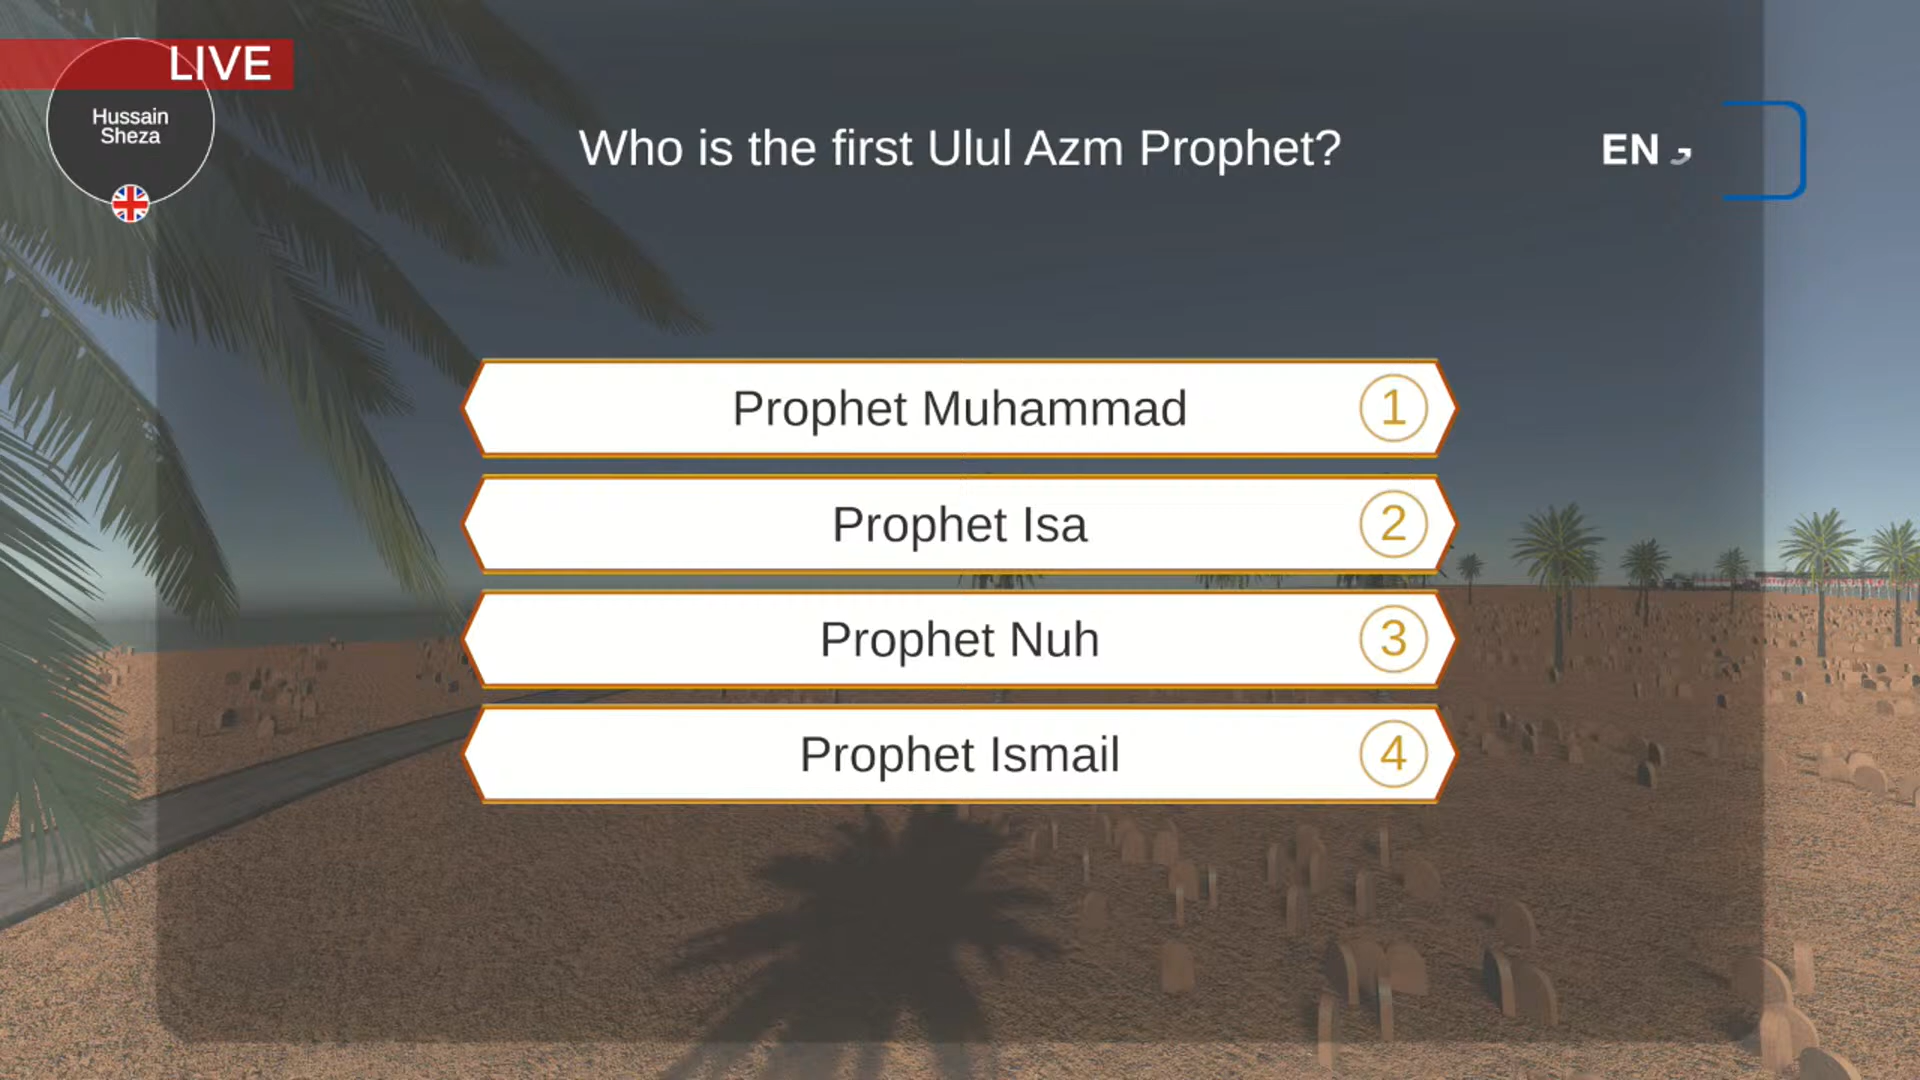 LIVE
Hussain
Sheza
Who is the first Ulul Azm Prophet?
EN
Prophet Muhammad
1
Prophet Isa
2
Prophet Nuh
3
Prophet Ismail
4